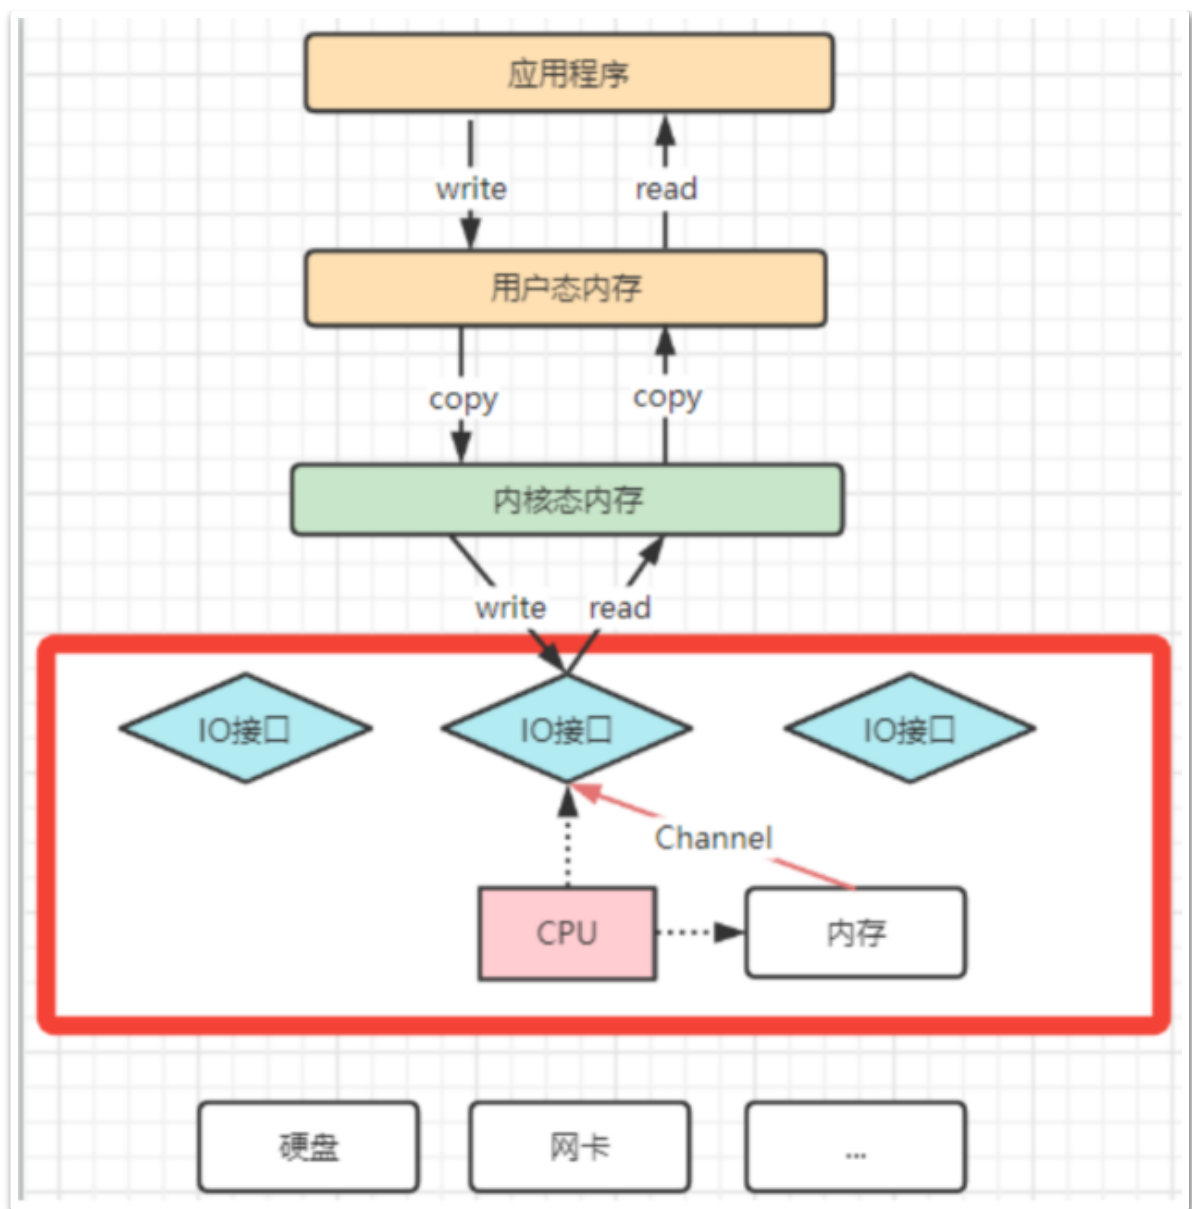 应用程序
write
read
用户态内存
copy
copy
内核态内存
write
read
IO接口
IO接口
IO接口
Channel
CPU
内存
硬盘
网卡
...